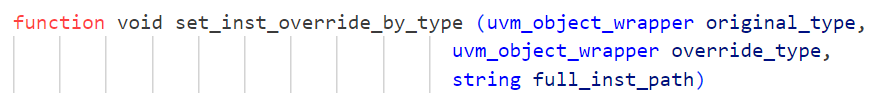 function void set_inst_override_by_type (uvm_object_wrapper original_type,
uvm_object_wrapper override_type,
string full_inst_path)